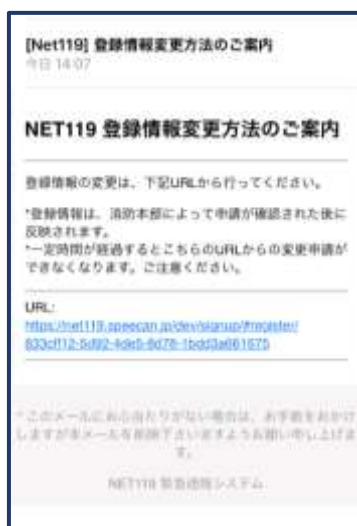 [Net119] 登録情報変更方法のご案内
今日 14:07
NET119 登録情報変更方法のご案内
登録情報の変更は、下記URLから行ってください。
*登録情報は、消防本部によって申請が確認された後に
反映されます。
*一定時間が経過するとこちらのURLからの変更申請が
できなくなります。ご注意ください。
URL:
https://net119.speecan.jp/dev/signup/#register/
*このメールにお心当たりがない場合は、お手数をおかけ
しますが本メールを削除下さいますようお願い申し上げま
す。
NET119 緊急通報システム